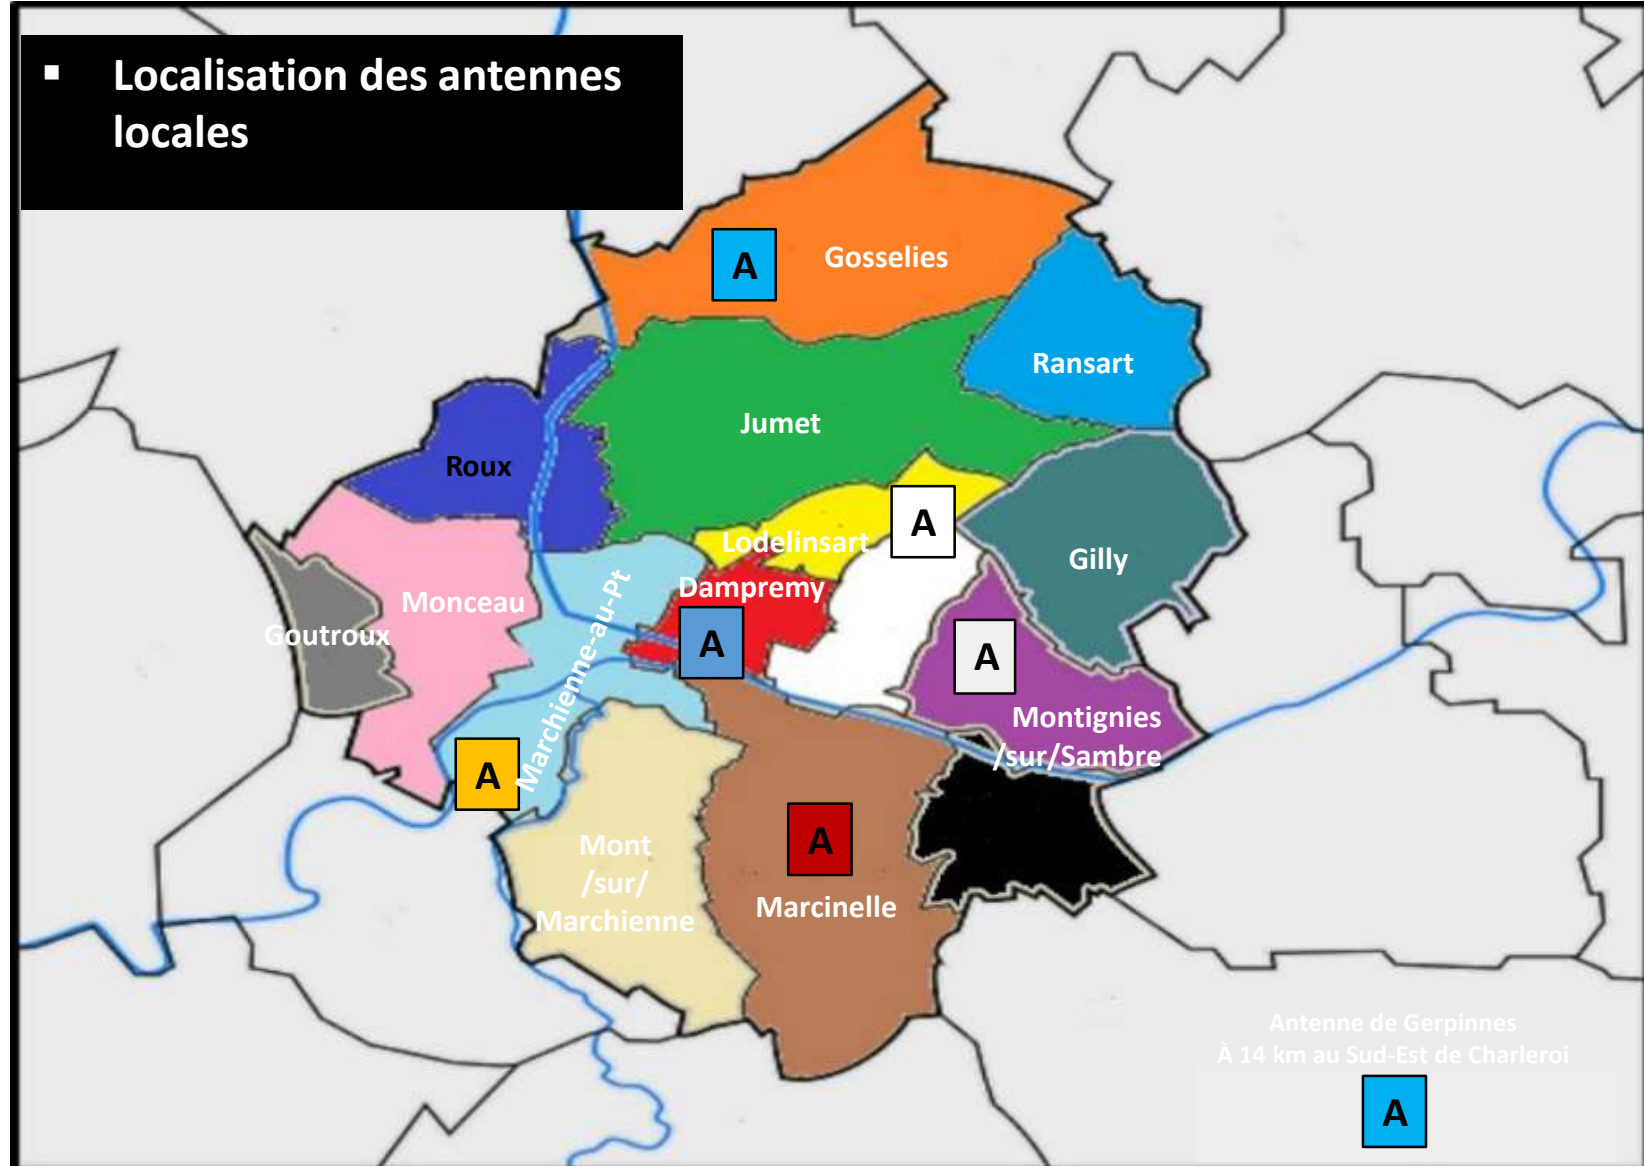 ▪ Localisation des antennes
locales
A
Gosselies
Ransart
Jumet
Roux
A
Lodelinsart
Gilly
Dampremy
Monceau
Marchienne-au-Pt
Goutroux
A
A
Montignies
/sur/Sambre
A
A
Mont
/sur/
Marchienne
Marcinelle
Antenne de Gerpinnes
À 14 km au Sud-Est de Charleroi
A